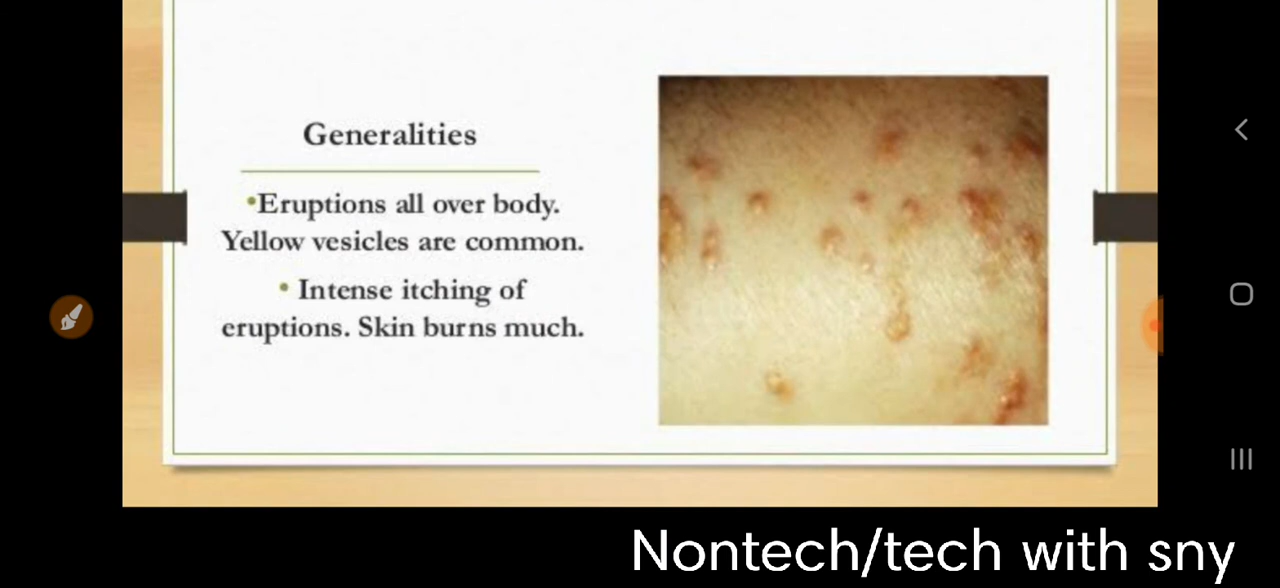 Generalities
•Eruptions all over body.
Yellow vesicles are common.
• Intense itching of
eruptions. Skin burns much.
Nontech/tech with sny